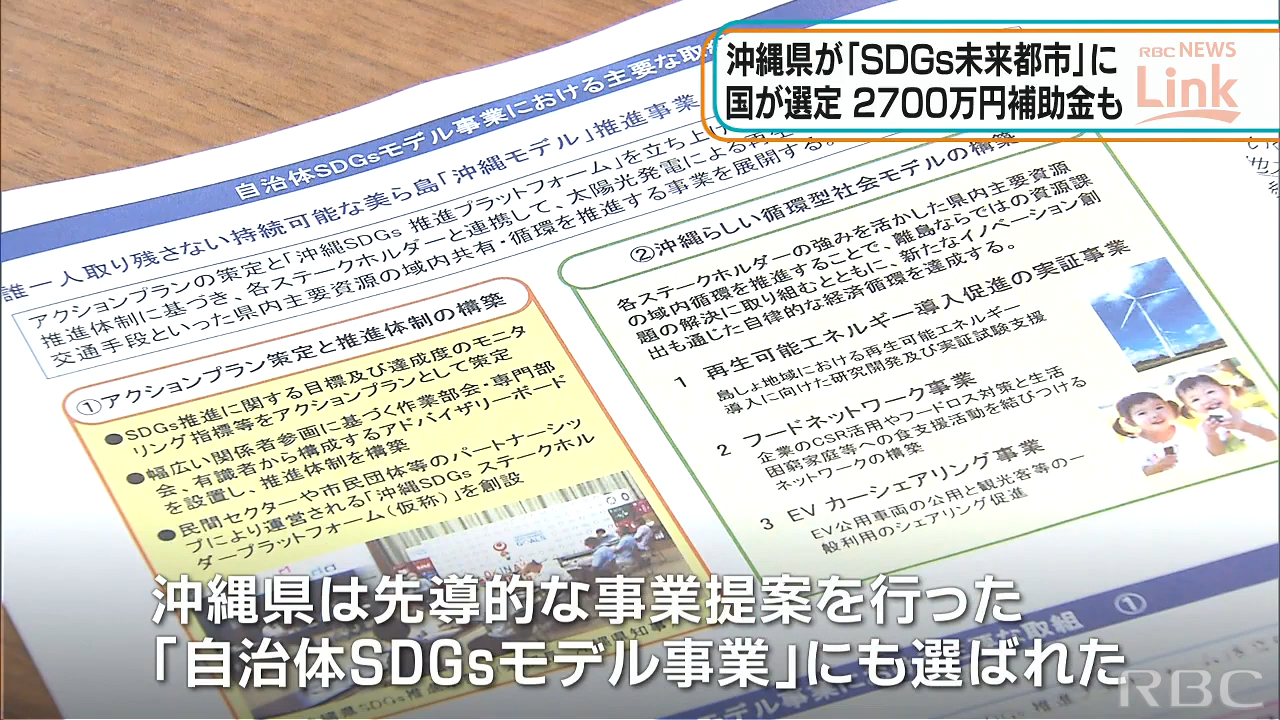 沖縄県が「SDGs未来都市」に
国が選定 2700万円補助金も
RBC NEWS
Link
自治体SDGsモデル事業における主要な取
誰一人取り残さない持続可能な美ら島「沖縄モデル」推進事業
アクションプランの策定と「沖縄SDGs 推進プラットフォーム」を立ち上げ
推進体制に基づき、各ステークホルダーと連携して、太陽光発電による再生
交通手段といった県内主要資源の域内共有・循環を推進する事業を展開する。
①アクションプラン策定と推進体制の構築
●SDGs推進に関する目標及び達成度のモニタ
リング指標等をアクションプランとして策定
●幅広い関係者参画に基づく作業部会・専門部
会、有識者から構成するアドバイザリーボード
を設置し、推進体制を構築
●民間セクターや市民団体等のパートナーシッ
プにより運営される「沖縄SDGs ステークホル
ダープラットフォーム(仮称)」を創設
②沖縄らしい循環型社会モデルの構築
各ステークホルダーの強みを活かした県内主要資源
の域内循環を推進することで、離島ならではの資源課
題の解決に取り組むとともに、新たなイノベーション創
出も通じた自律的な経済循環を達成する。
1 再生可能エネルギー導入促進の実証事業
島しょ地域における再生可能エネルギー
導入に向けた研究開発及び実証試験支援
2 フードネットワーク事業
企業のCSR活用やフードロス対策と生活
困窮家庭等への食支援活動を結びつける
ネットワークの構築
3 EV カーシェアリング事業
EV公用車両の公用と観光客等の一
般利用のシェアリング促進
沖縄県は先導的な事業提案を行った
「自治体SDGsモデル事業」にも選ばれた
RBC